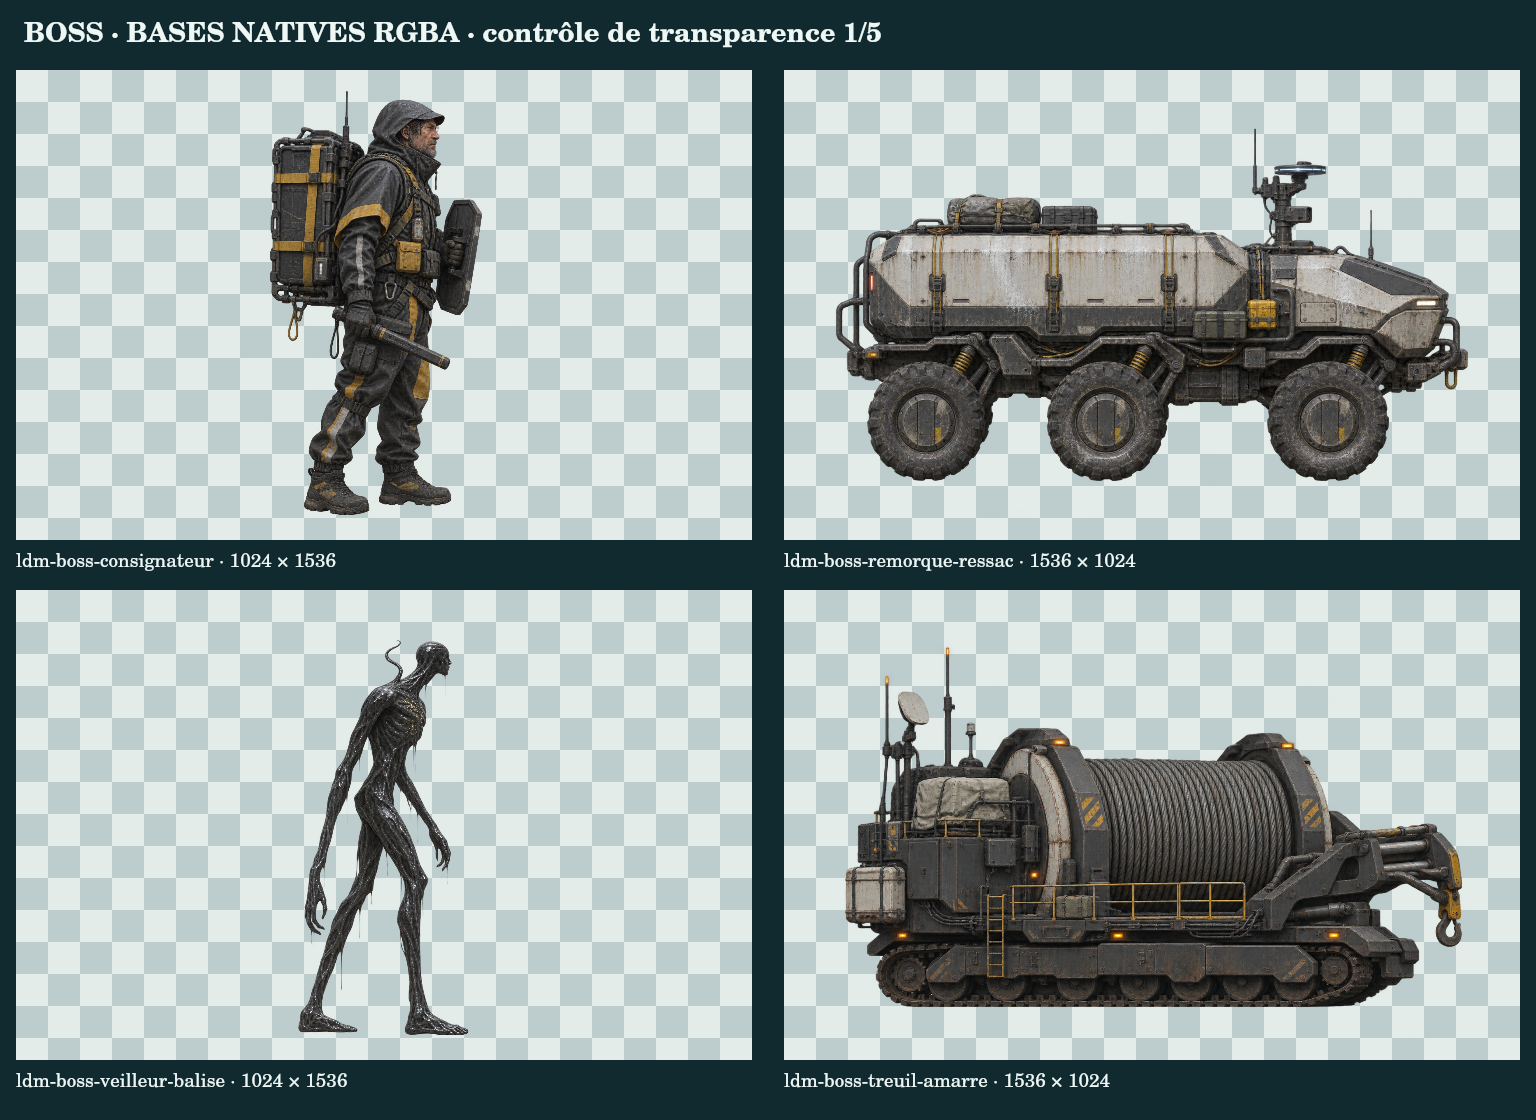 BOSS · BASES NATIVES RGBA · contrôle de transparence 1/5
ldm-boss-consignateur · 1024 × 1536
ldm-boss-remorque-ressac · 1536 × 1024
ldm-boss-veilleur-balise · 1024 × 1536
ldm-boss-treuil-amarre · 1536 × 1024